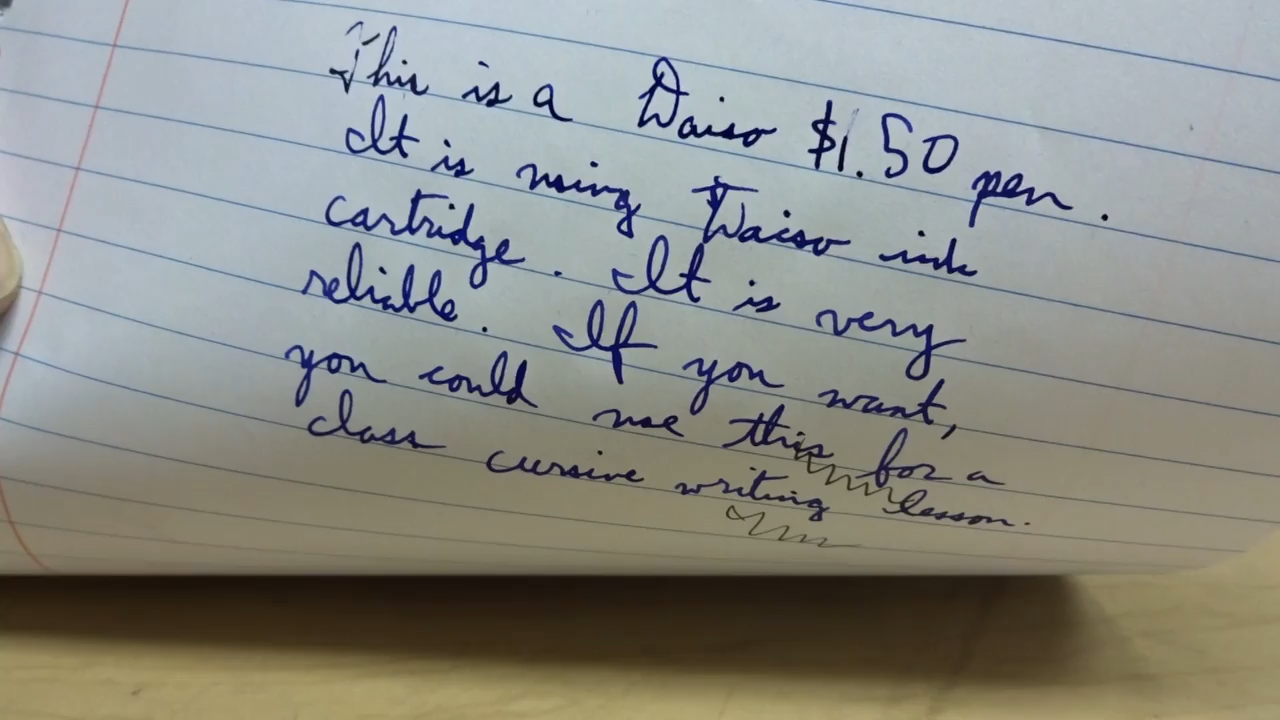 This is a Daiso $1.50 pen.
It is using Daiso ink
cartridge. It is very
reliable. If you want,
you could use this for a
class cursive writing lesson.